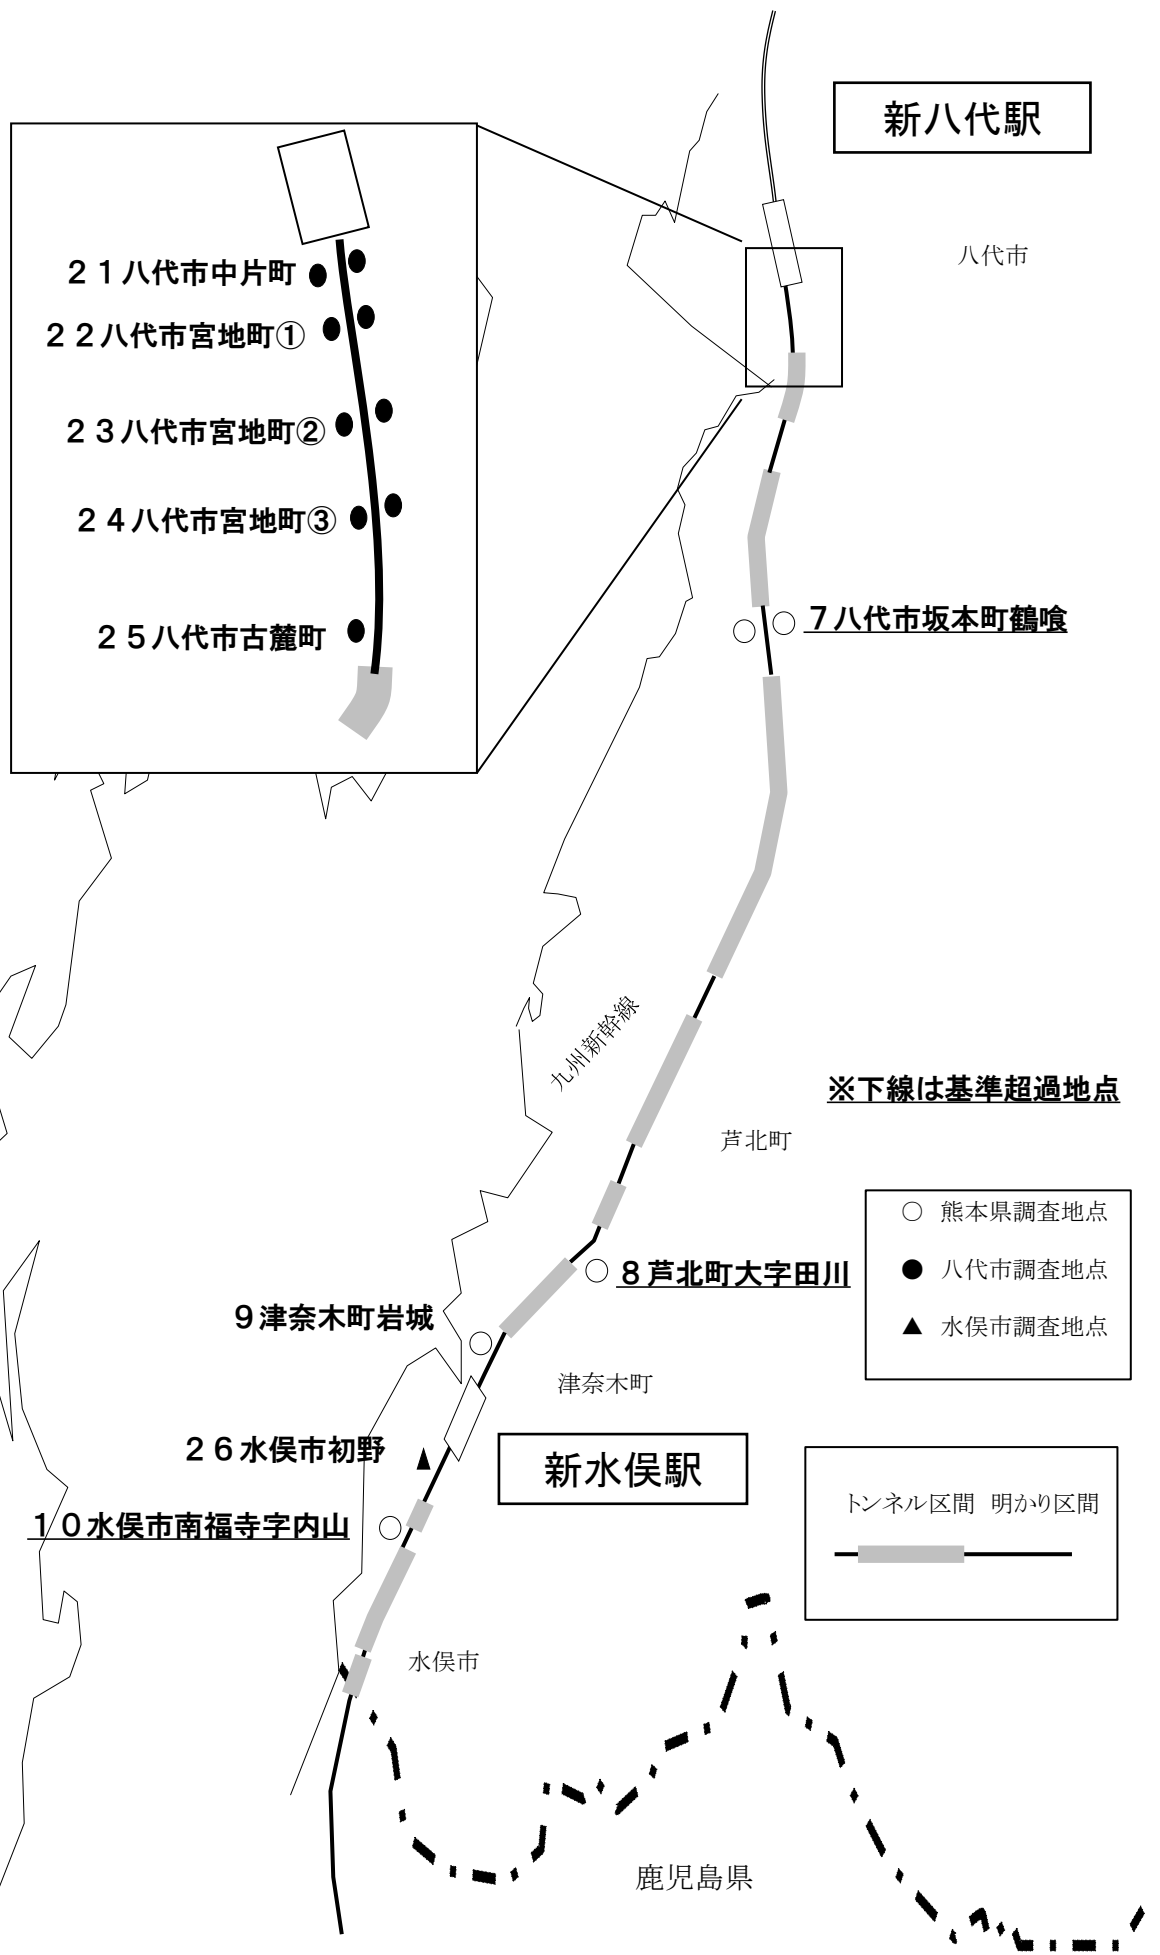 新八代駅
八代市
２１八代市中片町
２２八代市宮地町①
２３八代市宮地町②
２４八代市宮地町③
２５八代市古麓町
７八代市坂本町鶴喰
九州新幹線
※下線は基準超過地点
芦北町
○ 熊本県調査地点
● 八代市調査地点
▲ 水俣市調査地点
８芦北町大字田川
９津奈木町岩城
津奈木町
２６水俣市初野
新水俣駅
１０水俣市南福寺字内山
トンネル区間 明かり区間
水俣市
鹿児島県